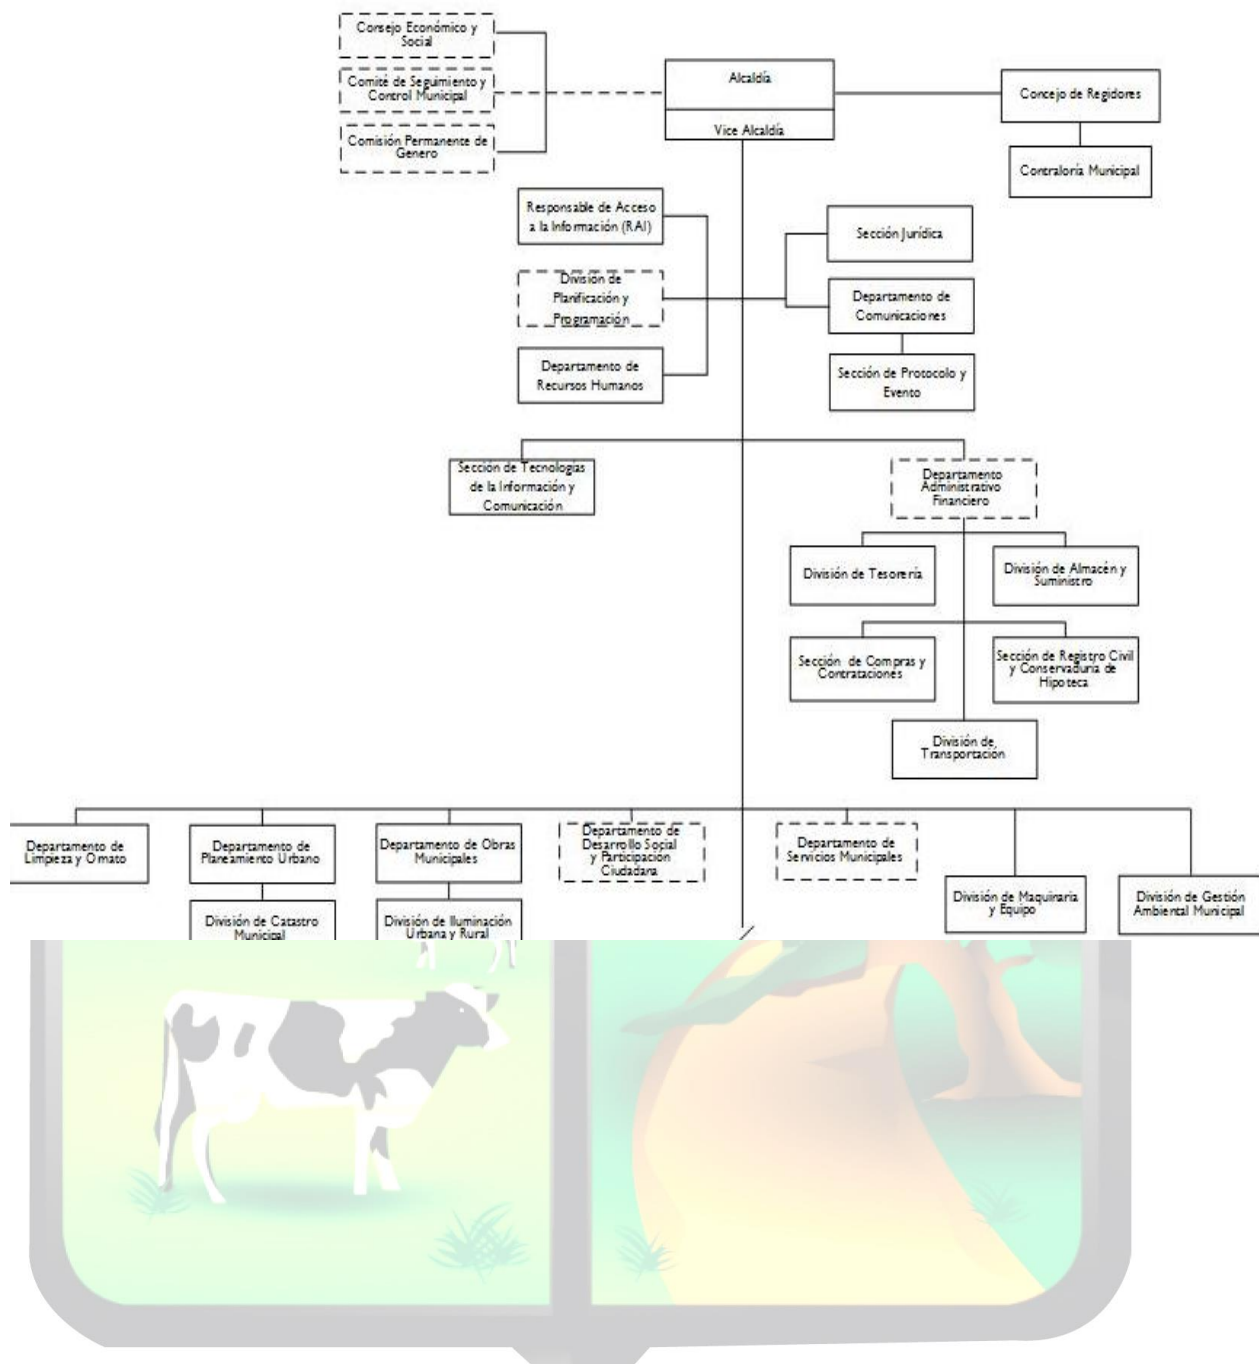 Consejo Económico y
Social
Comité de Seguimiento y
Control Municipal
Comisión Permanente de
Genero
Alcaldía
Vice Alcaldía
Concejo de Regidores
Contraloría Municipal
Responsable de Acceso
a la Información (RAI)
División de
Planificación y
Programación
Departamento de
Recursos Humanos
Sección Jurídica
Departamento de
Comunicaciones
Sección de Protocolo y
Evento
Sección de Tecnologías
de la Información y
Comunicación
Departamento
Administrativo
Financiero
División de Tesorería
División de Almacén y
Suministro
Sección de Compras y
Contrataciones
Sección de Registro Civil
y Conservaduría de
Hipoteca
División de
Transportación
Departamento de
Limpieza y Ornato
Departamento de
Planeamiento Urbano
Departamento de Obras
Municipales
Departamento de
Desarrollo Social
y Participación
Ciudadana
Departamento de
Servicios Municipales
División de Maquinaria
y Equipo
División de Gestión
Ambiental Municipal
División de Catastro
Municipal
División de Iluminación
Urbana y Rural